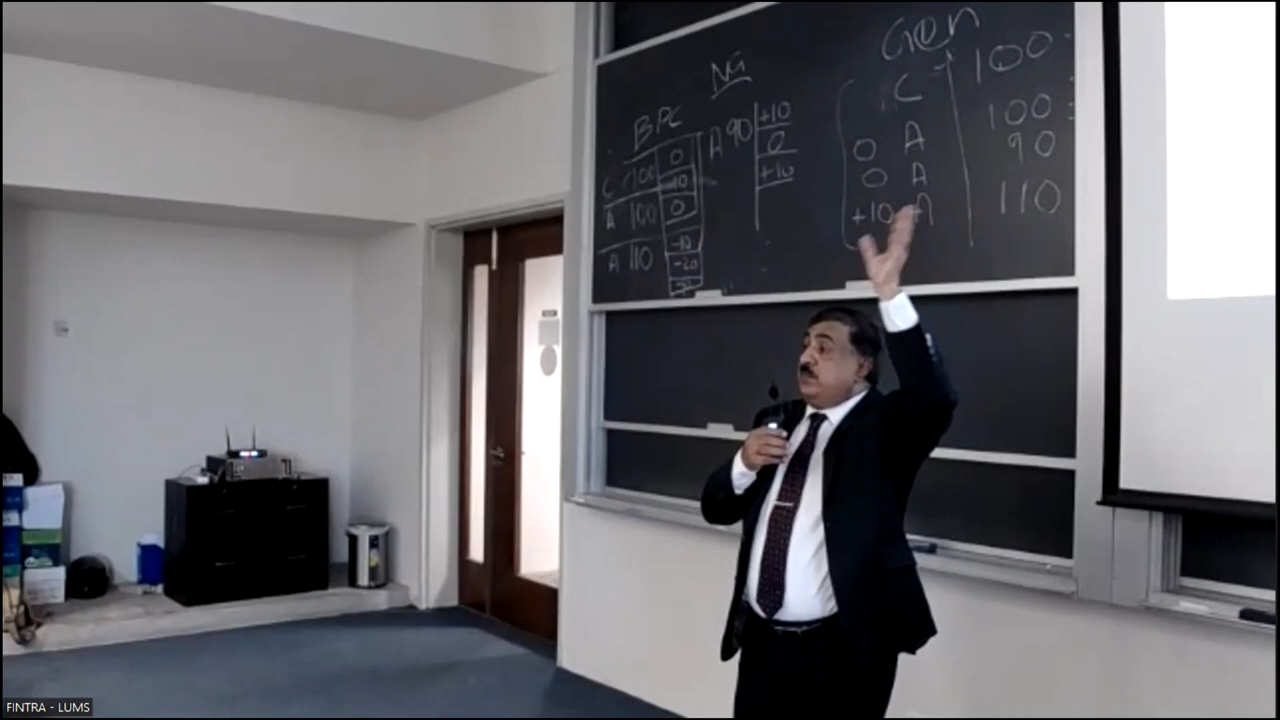 NG
BPC
C 100 0
-10
A 100 0
A 110 -10
-20
A 90 +10
0
+10
Gen
C 100
100
0 A 90
0 A 110
+10 A
FINTRA - LUMS